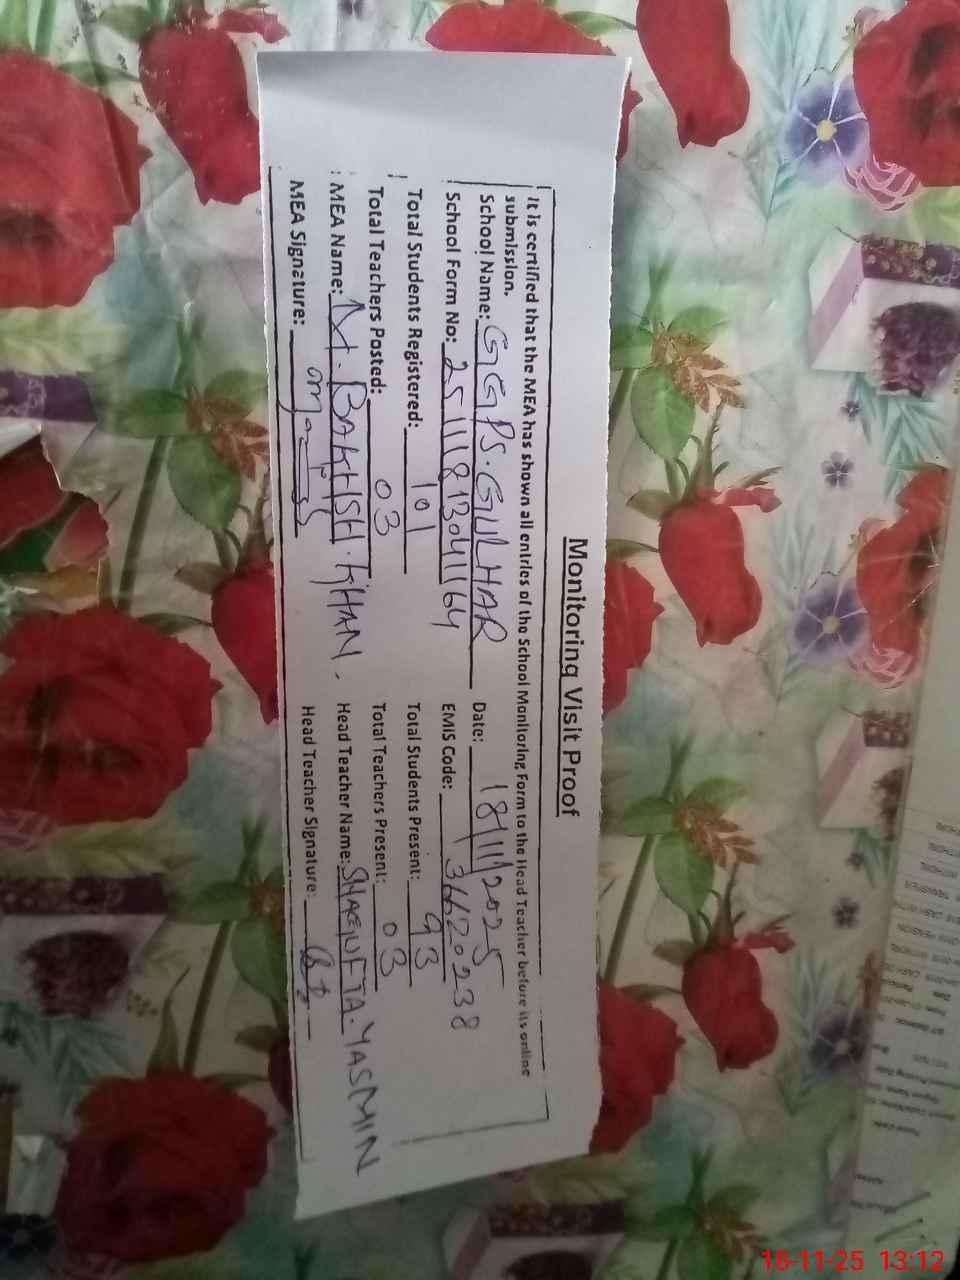 Monitoring Visit Proof
It is certified that the MEA has shown all entries of the School Monitoring Form to the Head Teacher before its online
submission.
School Name: GGPS. GULHAR Date: 18/11/2025
School Form No: 2511181304164 EMIS Code: 36620238
Total Students Registered: 101 Total Students Present: 93
Total Teachers Posted: 03 Total Teachers Present: 03
MEA Name: M. BAKHSH. KHAN. Head Teacher Name: SHAGUFTA. YASMIN
MEA Signature: Head Teacher Signature:
18-11-25 13:12